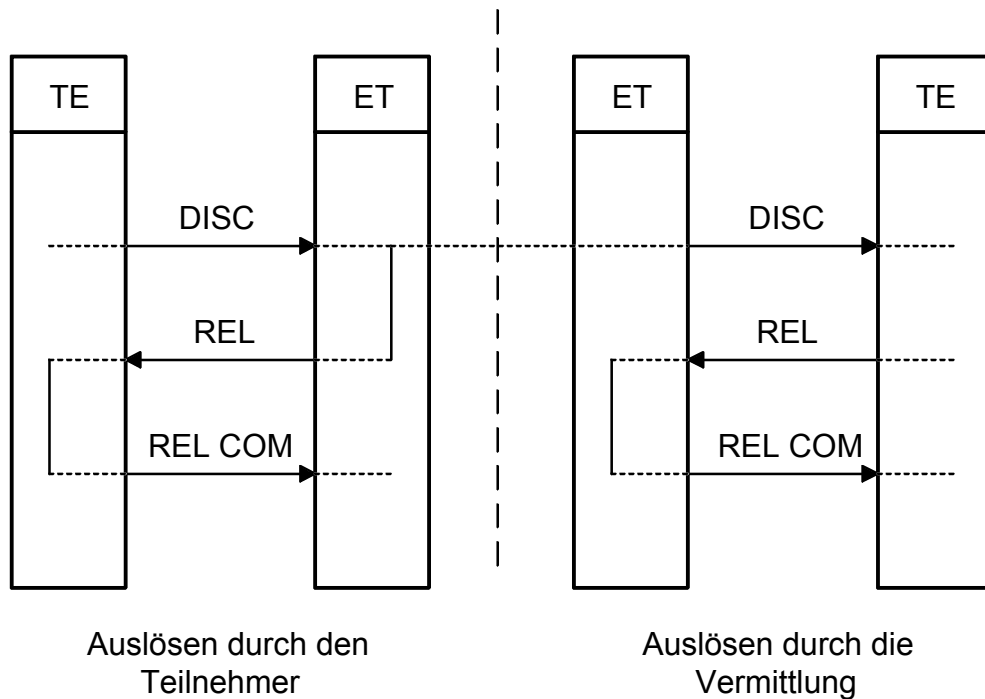 TE
ET
ET
TE
DISC
DISC
REL
REL
REL COM
REL COM
Auslösen durch den
Teilnehmer
Auslösen durch die
Vermittlung